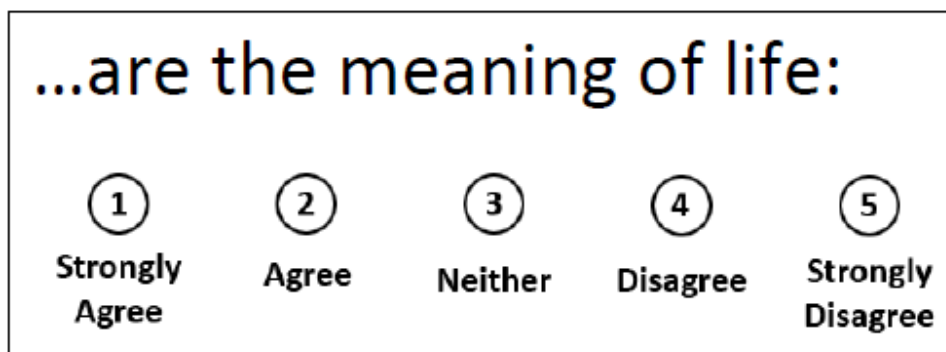 ...are the meaning of life:
1 2 3 4 5
Strongly Agree Neither Disagree Strongly
Agree Disagree